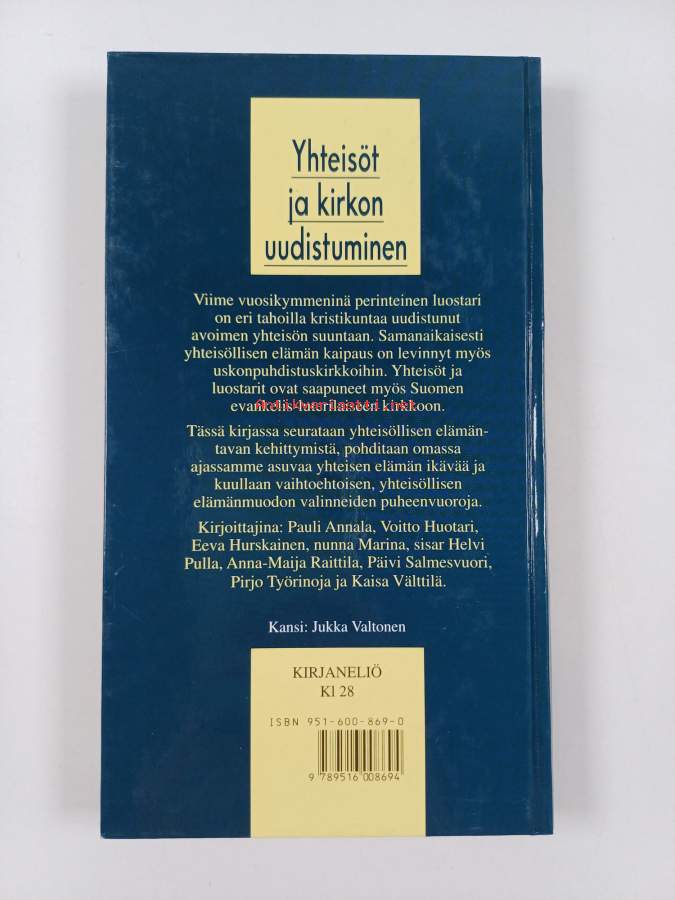 Yhteisöt
ja kirkon
uudistuminen
Viime vuosikymmeninä perinteinen luostari
on eri tahoilla kristikuntaa uudistunut
avoimen yhteisön suuntaan. Samanaikaisesti
yhteisöllisen elämän kaipaus on levinnyt myös
uskonpuhdistuskirkkoihin. Yhteisöt ja
luostarit ovat saapuneet myös Suomen
evankelis-luterilaiseen kirkkoon.
Antikvariaatti.net
Tässä kirjassa seurataan yhteisöllisen elämän-
tavan kehittymistä, pohditaan omassa
ajassamme asuvaa yhteisen elämän ikävää ja
kuullaan vaihtoehtoisen, yhteisöllisen
elämänmuodon valinneiden puheenvuoroja.
Kirjoittajina: Pauli Annala, Voitto Huotari,
Eeva Hurskainen, nunna Marina, sisar Helvi
Pulla, Anna-Maija Raittila, Päivi Salmesvuori,
Pirjo Työrinoja ja Kaisa Välttilä.
Kansi: Jukka Valtonen
KIRJANELIÖ
Kl 28
ISBN 951-600-869-0
9 789516 008694